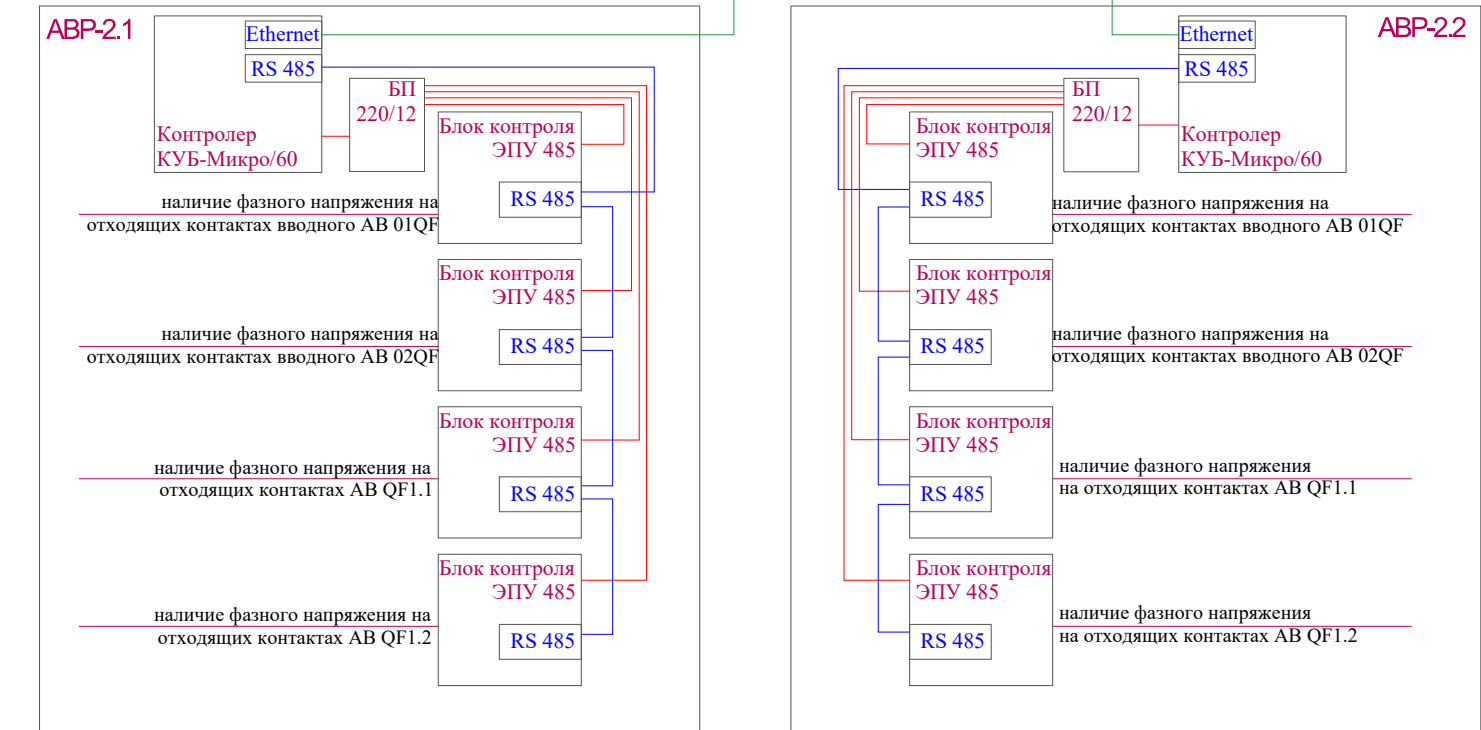 АВР-2.1
Ethernet
RS 485
БП
220/12
Контролер
КУБ-Микро/60
Блок контроля
ЭПУ 485
RS 485
наличие фазного напряжения на
отходящих контактах вводного АВ 01QF
Блок контроля
ЭПУ 485
RS 485
наличие фазного напряжения на
отходящих контактах вводного АВ 02QF
Блок контроля
ЭПУ 485
RS 485
наличие фазного напряжения на
отходящих контактах АВ QF1.1
Блок контроля
ЭПУ 485
RS 485
наличие фазного напряжения на
отходящих контактах АВ QF1.2
АВР-2.2
Ethernet
RS 485
БП
220/12
Контролер
КУБ-Микро/60
Блок контроля
ЭПУ 485
RS 485
наличие фазного напряжения на
отходящих контактах вводного АВ 01QF
Блок контроля
ЭПУ 485
RS 485
наличие фазного напряжения на
отходящих контактах вводного АВ 02QF
Блок контроля
ЭПУ 485
RS 485
наличие фазного напряжения
на отходящих контактах АВ QF1.1
Блок контроля
ЭПУ 485
RS 485
наличие фазного напряжения
на отходящих контактах АВ QF1.2